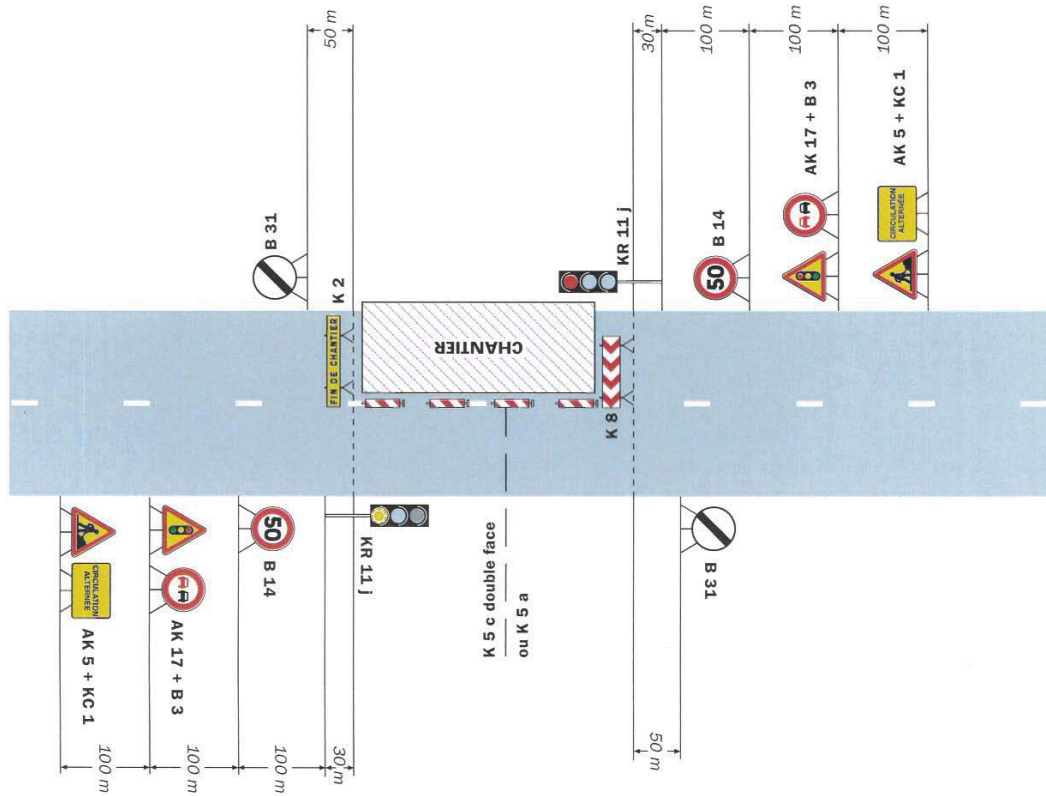 50 m
30 m
100 m
100 m
100 m
B 31
K 2
FIN DE CHANTIER
CHANTIER
KR 11 j
K 8
50
B 14
AK 17 + B 3
CIRCULATION
ALTERNÉE
AK 5 + KC 1
CIRCULATION
ALTERNÉE
AK 5 + KC 1
AK 17 + B 3
50
B 14
KR 11 j
K 5 c double face
ou K 5 a
B 31
100 m
100 m
100 m
30 m
50 m